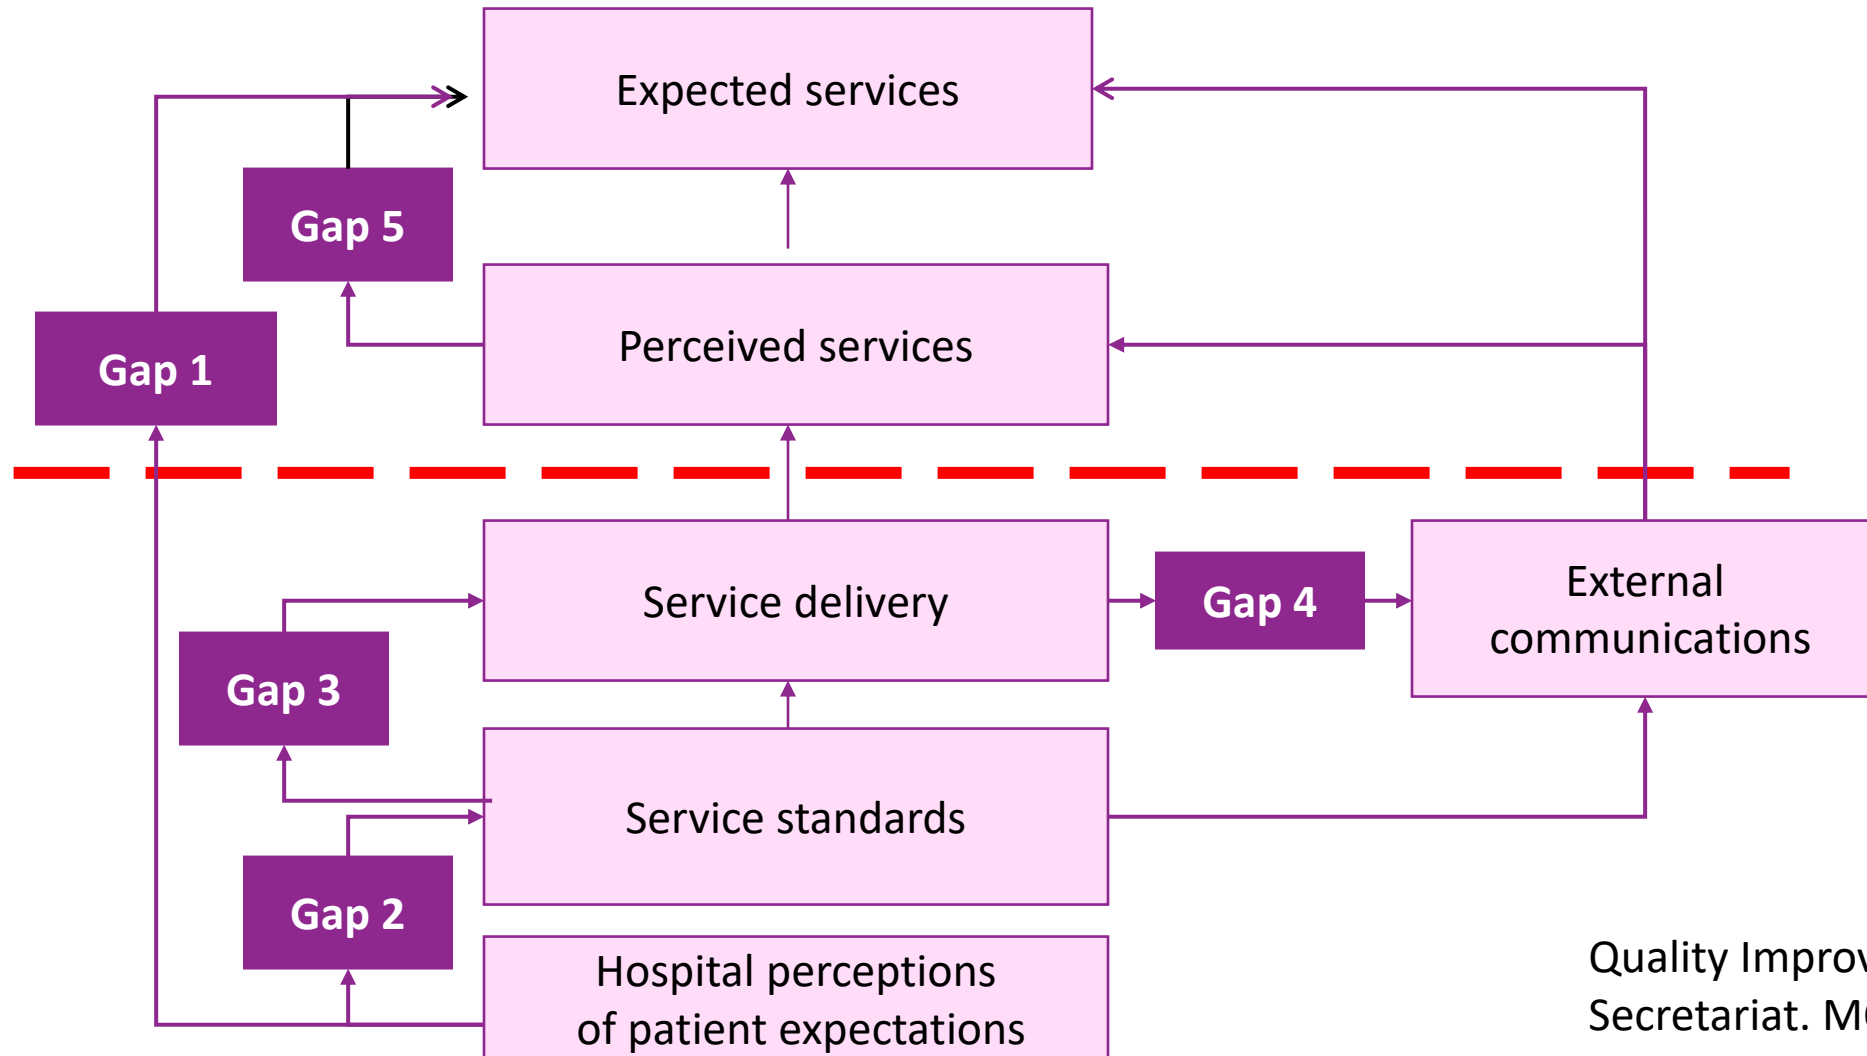 Expected services
Gap 5
Perceived services
Gap 1
Service delivery
Gap 4
External
communications
Gap 3
Service standards
Gap 2
Hospital perceptions
of patient expectations
Quality
Secretariat.